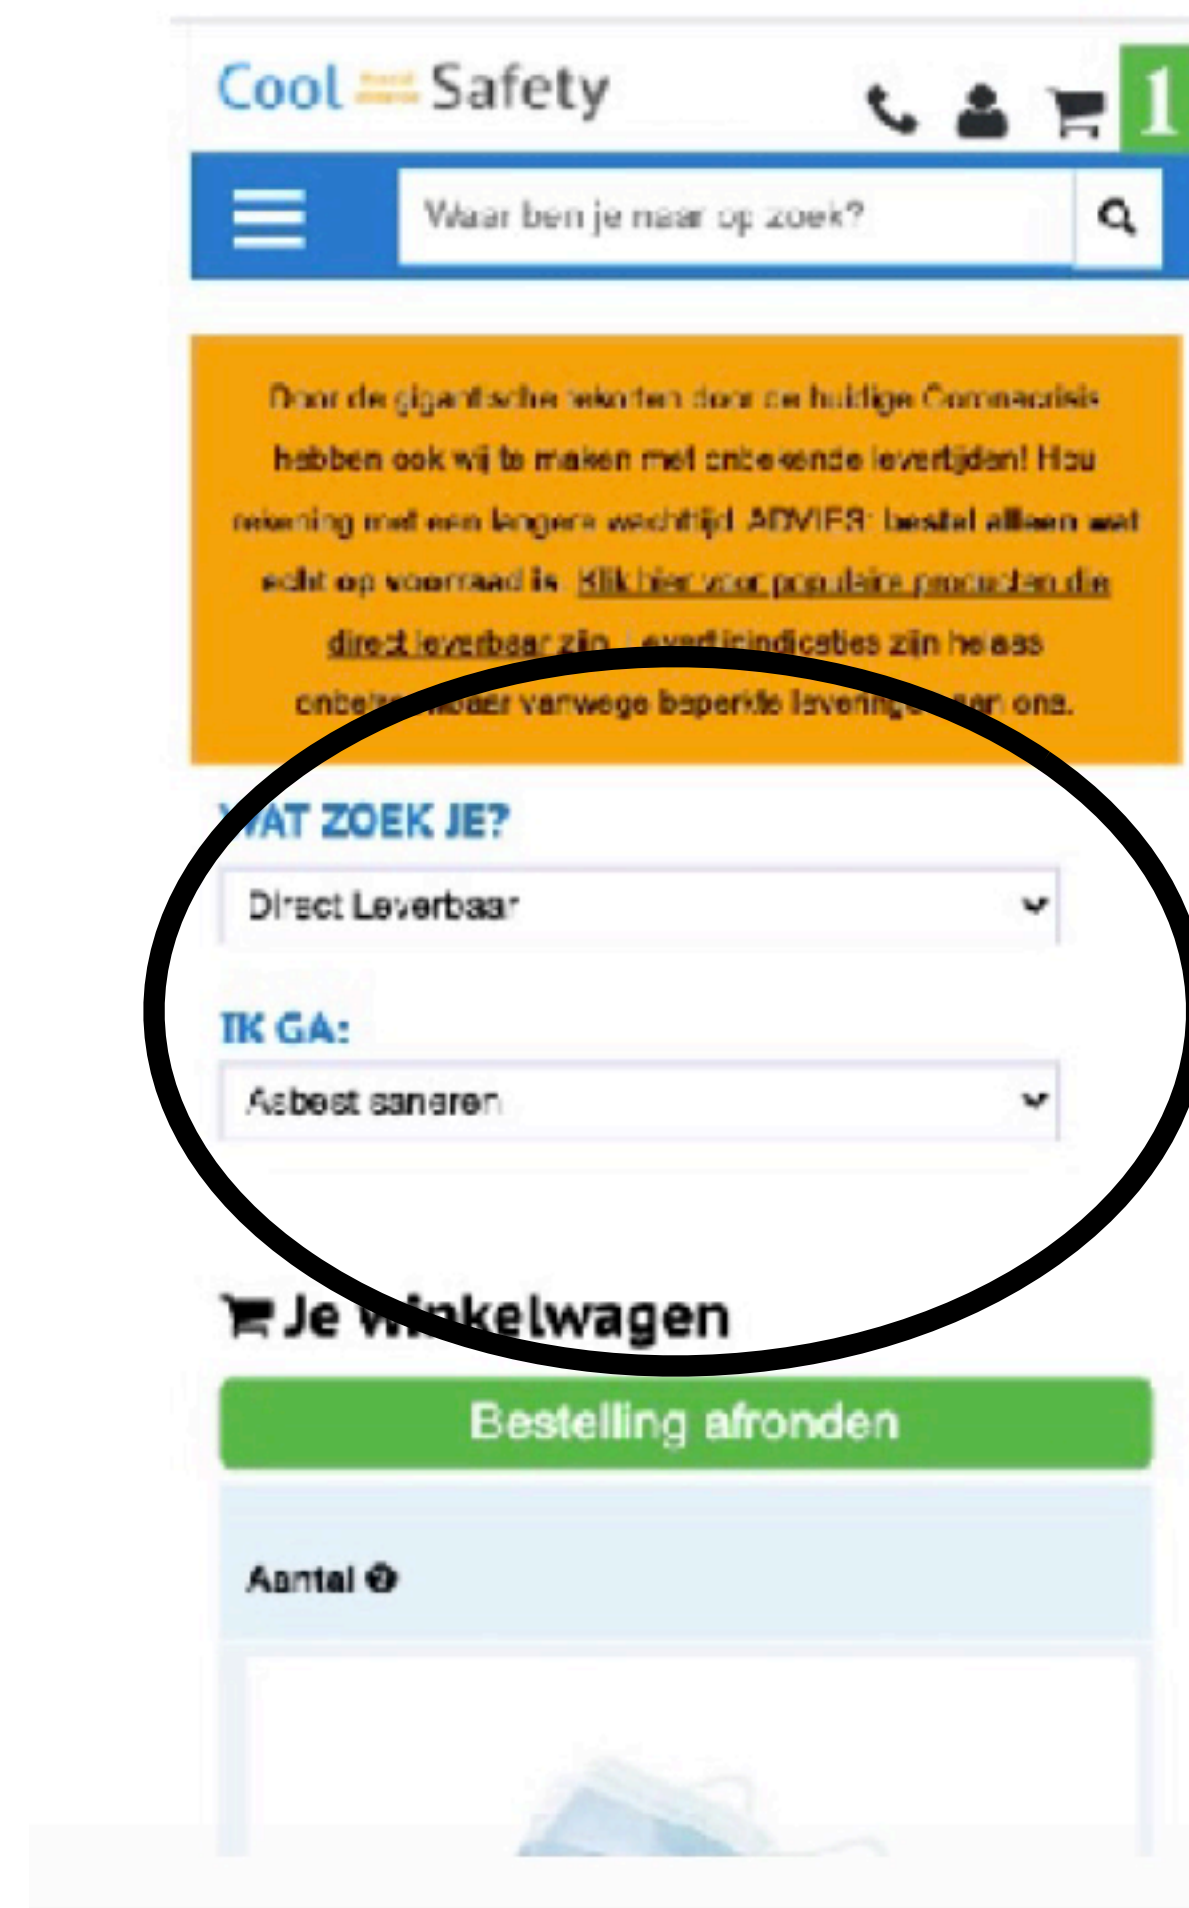 Cool Safety
1
Waar ben je naar op zoek?
Door de gigantische tekorten door de huidige Coronacrisis
hebben ook wij te maken met onbekende levertijden! Hou
rekening met een langere wachttijd. ADVIES: bestel alleen wat
echt op voorraad is. Klik hier voor populaire producten die
direct leverbaar zijn. zijn helaas
vanwege beperkte aan ons.
WAT ZOEK JE?
Direct Leverbaar
IK GA:
Asbest saneren
Je winkelwagen
Bestelling afronden
Aantal